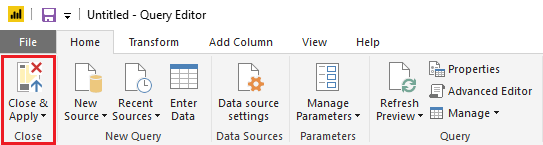 Untitled - Query Editor
File Home Transform Add Column View Help
Close & Apply
New Source
Recent Sources
Enter Data
Data source settings
Manage Parameters
Refresh Preview
Properties
Advanced Editor
Manage
Close New Query Data Sources Parameters Query